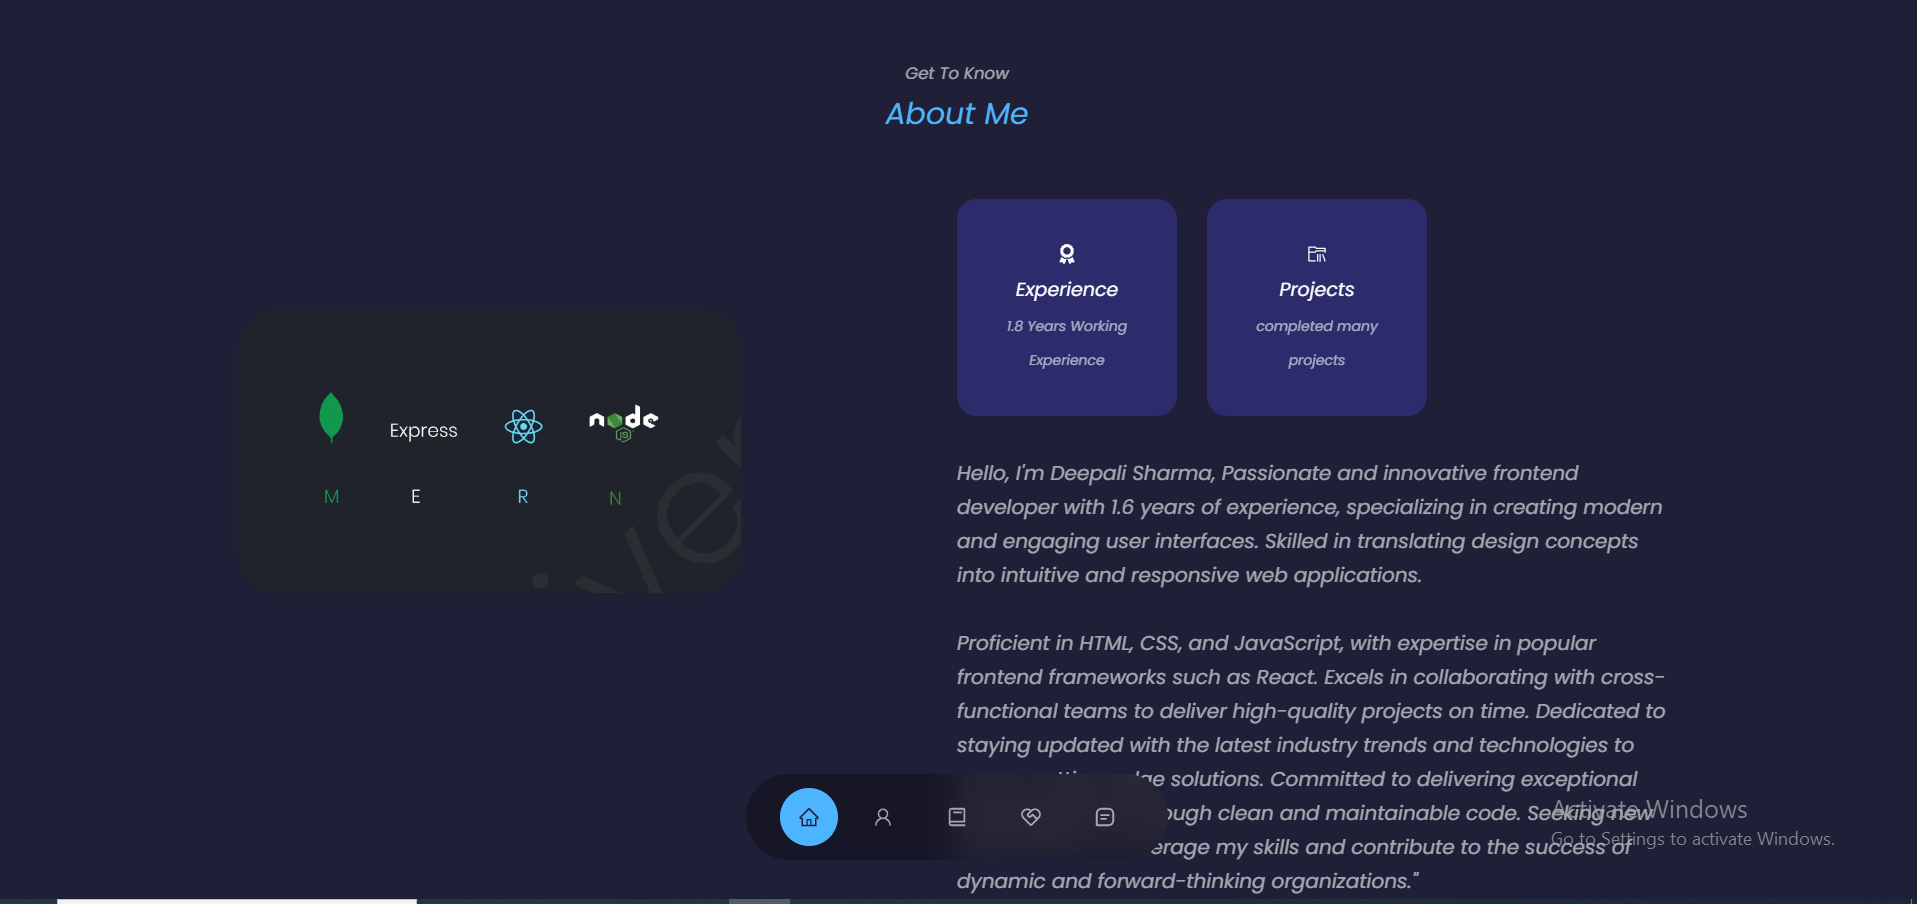 Get To Know
About Me
Experience
1.8 Years Working
Experience
Projects
completed many
projects
Express
node
JS
M E R N
ive
Hello, I'm Deepali Sharma, Passionate and innovative frontend
developer with 1.6 years of experience, specializing in creating modern
and engaging user interfaces. Skilled in translating design concepts
into intuitive and responsive web applications.
Proficient in HTML, CSS, and JavaScript, with expertise in popular
frontend frameworks such as React. Excels in collaborating with cross-
functional teams to deliver high-quality projects on time. Dedicated to
staying updated with the latest industry trends and technologies to
solutions. Committed to delivering exceptional
clean and maintainable code. Seeking new
my skills and contribute to the success of
dynamic and forward-thinking organizations."
Activate Windows
Go to Settings to activate Windows.